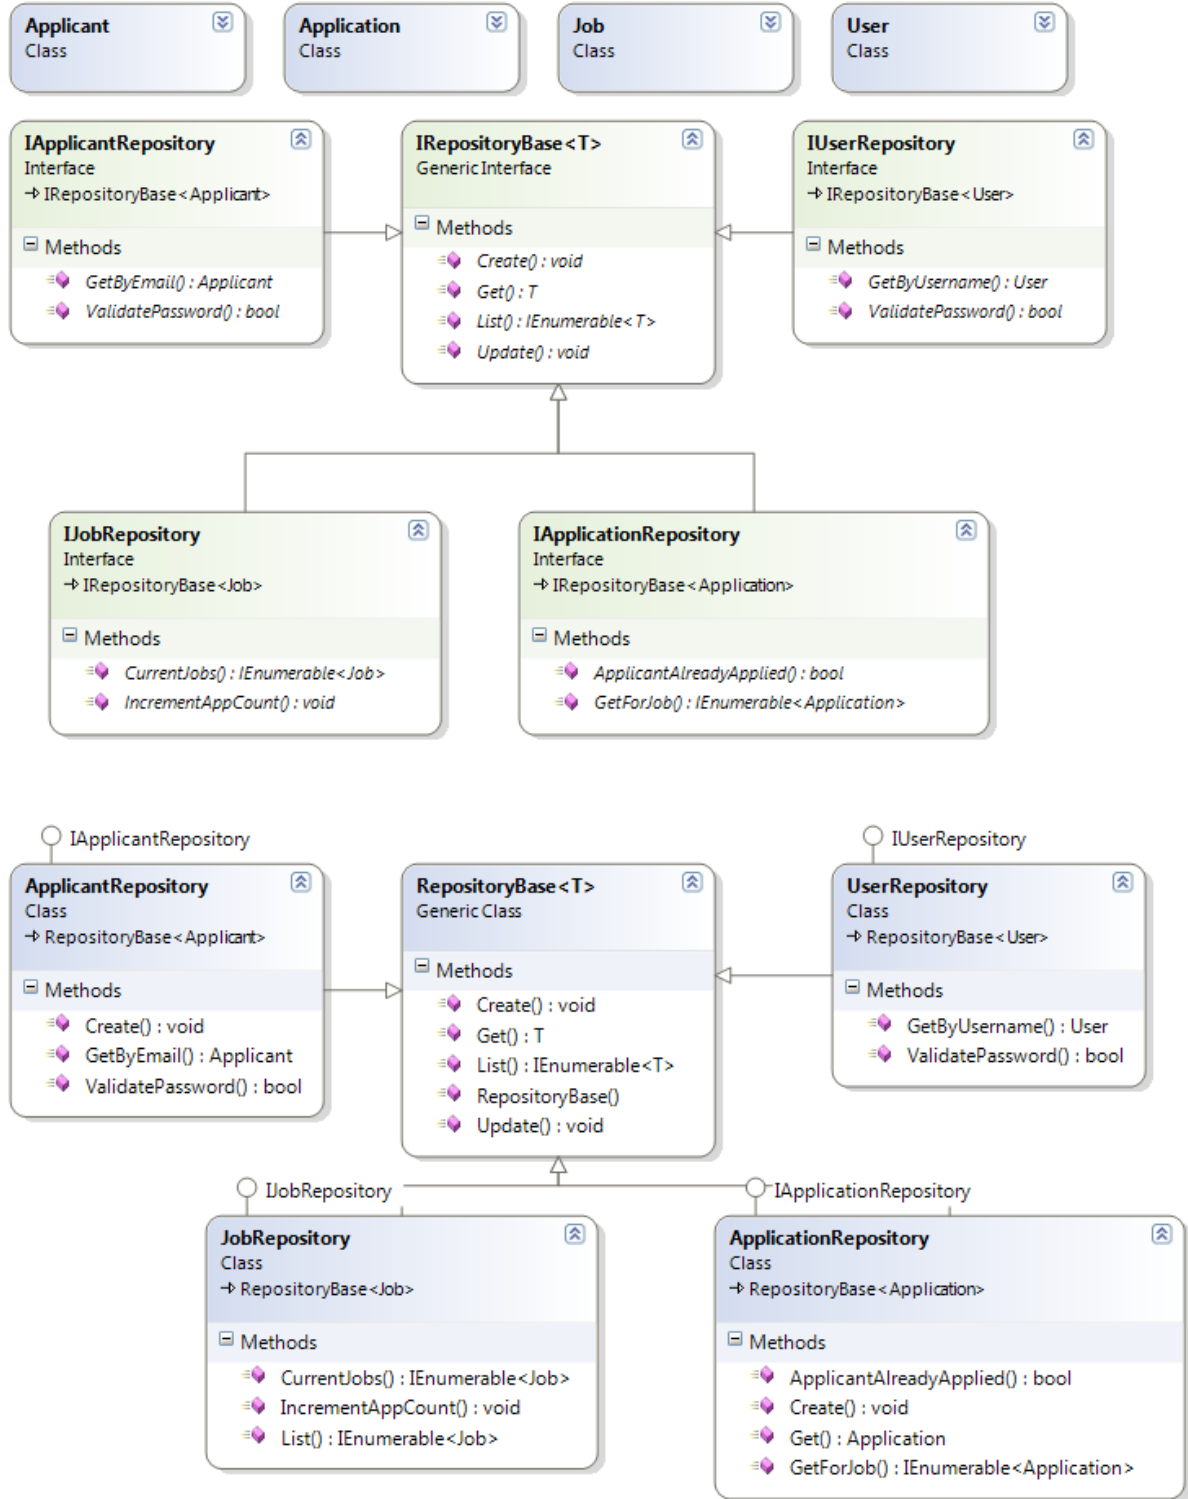 Applicant
Class
Application
Class
Job
Class
User
Class
IApplicantRepository
Interface
IRepositoryBase<Applicant>
Methods
GetByEmail() : Applicant
ValidatePassword() : bool
IRepositoryBase<T>
Generic Interface
Methods
Create() : void
Get() : T
List() : IEnumerable<T>
Update() : void
IUserRepository
Interface
IRepositoryBase<User>
Methods
GetByUsername() : User
ValidatePassword() : bool
IJobRepository
Interface
IRepositoryBase<Job>
Methods
CurrentJobs() : IEnumerable<Job>
IncrementAppCount() : void
IApplicationRepository
Interface
IRepositoryBase<Application>
Methods
ApplicantAlreadyApplied() : bool
GetForJob() : IEnumerable<Application>
IApplicantRepository
ApplicantRepository
Class
RepositoryBase<Applicant>
Methods
Create() : void
GetByEmail() : Applicant
ValidatePassword() : bool
RepositoryBase<T>
Generic Class
Methods
Create() : void
Get() : T
List() : IEnumerable<T>
RepositoryBase()
Update() : void
IUserRepository
UserRepository
Class
RepositoryBase<User>
Methods
GetByUsername() : User
ValidatePassword() : bool
IJobRepository
JobRepository
Class
RepositoryBase<Job>
Methods
CurrentJobs() : IEnumerable<Job>
IncrementAppCount() : void
List() : IEnumerable<Job>
IApplicationRepository
ApplicationRepository
Class
RepositoryBase<Application>
Methods
ApplicantAlreadyApplied() : bool
Create() : void
Get() : Application
GetForJob() : IEnumerable<Application>